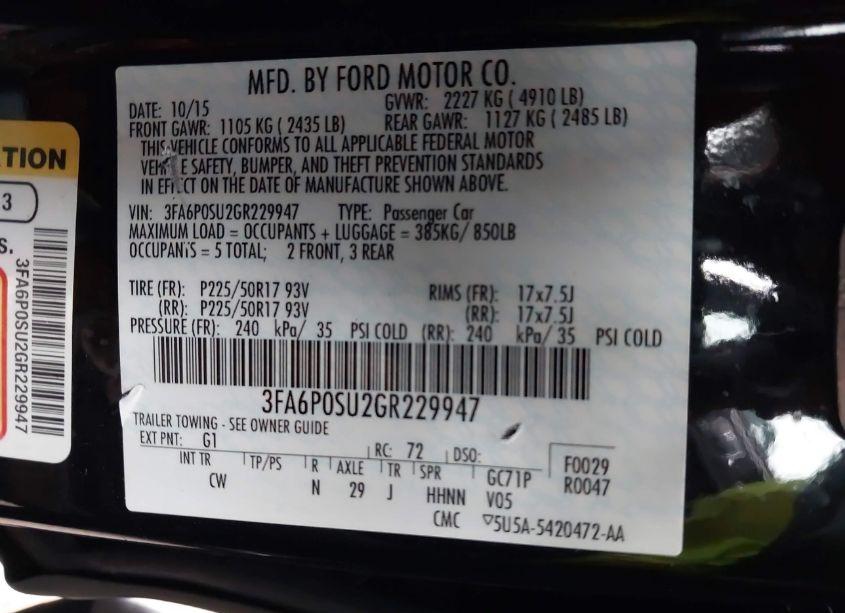 MFD. BY FORD MOTOR CO.
DATE: 10/15 GVWR: 2227 KG ( 4910 LB)
FRONT GAWR: 1105 KG ( 2435 LB) REAR GAWR: 1127 KG ( 2485 LB)
THIS VEHICLE CONFORMS TO ALL APPLICABLE FEDERAL MOTOR
VEHICLE SAFETY, BUMPER, AND THEFT PREVENTION STANDARDS
IN EFFECT ON THE DATE OF MANUFACTURE SHOWN ABOVE.
VIN: 3FA6P0SU2GR229947 TYPE: Passenger Car
MAXIMUM LOAD = OCCUPANTS + LUGGAGE = 385KG/ 850LB
OCCUPANTS = 5 TOTAL; 2 FRONT, 3 REAR
TIRE (FR): P225/50R17 93V RIMS (FR): 17x7.5J
(RR): P225/50R17 93V (RR): 17x7.5J
PRESSURE (FR): 240 kPa/ 35 PSI COLD (RR): 240 kPa/ 35 PSI COLD
3FA6P0SU2GR229947
TRAILER TOWING - SEE OWNER GUIDE
EXT PNT: G1 RC: 72 DSO:
INT TR TP/PS R AXLE TR SPR GC71P F0029
CW N 29 J HHNN V05 R0047
CMC ▽5U5A-5420472-AA
ATION
3
S.
3FA6P0SU2GR229947